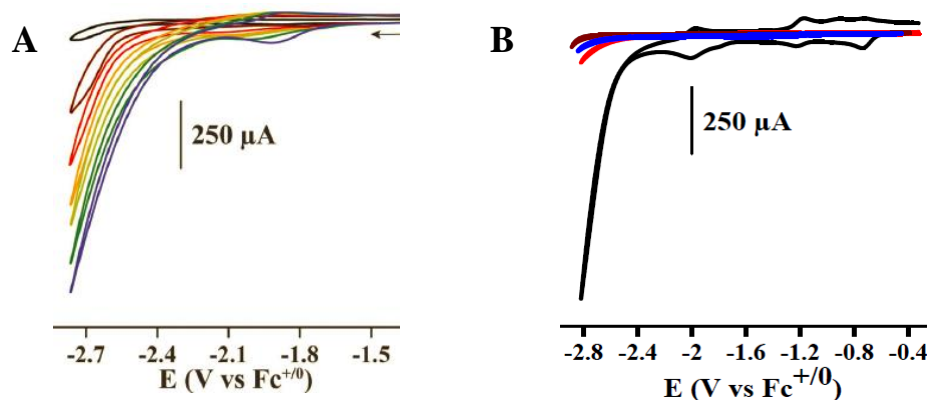 A
250 µA
-2.7 -2.4 -2.1 -1.8 -1.5
E (V vs Fc+/0)
B
250 µA
-2.8 -2.4 -2 -1.6 -1.2 -0.8 -0.4
E (V vs Fc+/0)